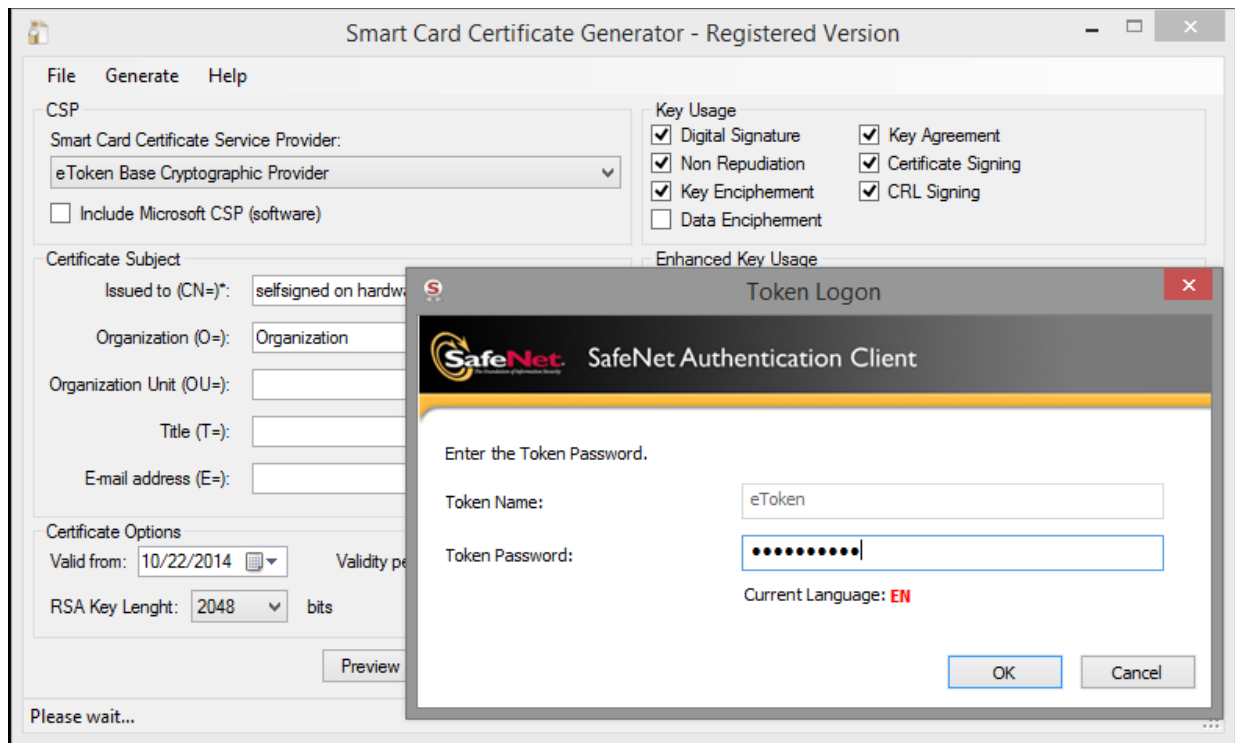 Smart Card Certificate Generator - Registered Version
File Generate Help
CSP
Smart Card Certificate Service Provider:
eToken Base Cryptographic Provider
Include Microsoft CSP (software)
Key Usage
Digital Signature Key Agreement
Non Repudiation Certificate Signing
Key Encipherment CRL Signing
Data Encipherment
Certificate Subject
Issued to (CN=)*: selfsigned on hardwa
Organization (O=): Organization
Organization Unit (OU=):
Title (T=):
E-mail address (E=):
Certificate Options
Valid from: 10/22/2014 Validity pe
RSA Key Lenght: 2048 bits
Preview
Please wait...
Enhanced Key Usage
Token Logon
SafeNet.
SafeNet Authentication Client
Enter the Token Password.
Token Name: eToken
Token Password: ••••••••••
Current Language: EN
OK Cancel